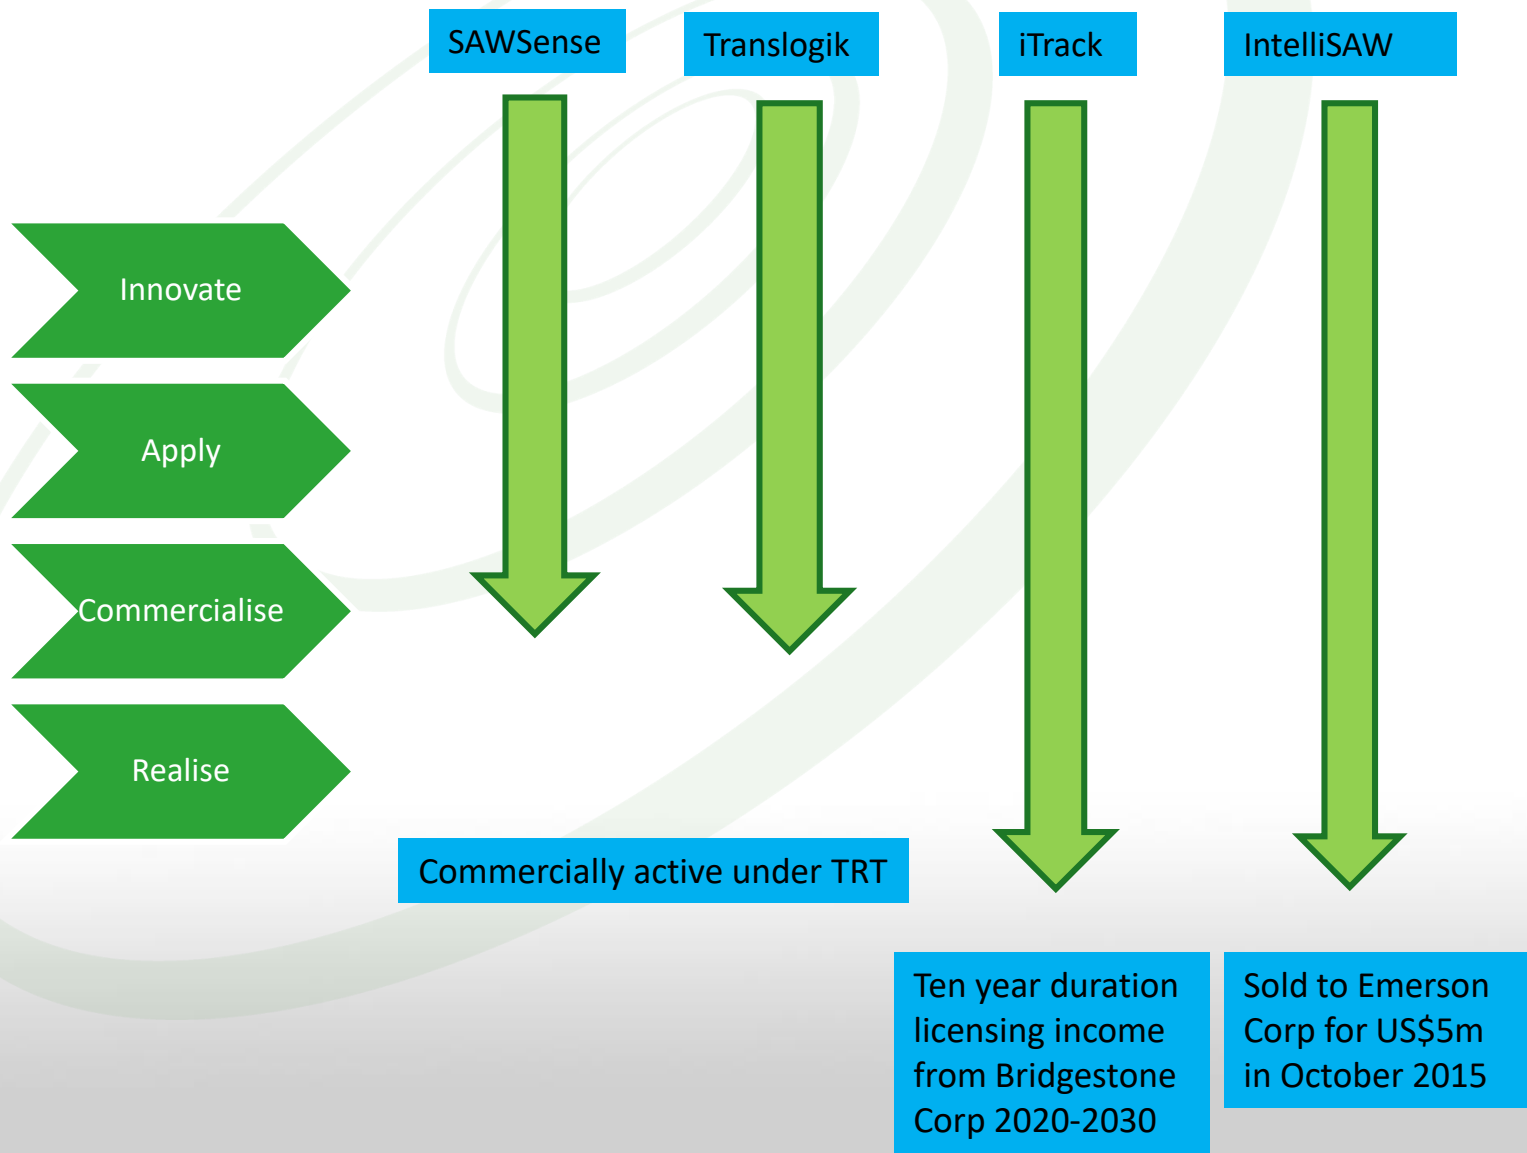 SAWSense
Translogik
iTrack
IntelliSAW
Innovate
Apply
Commercialise
Realise
Commercially active under TRT
Ten year duration
licensing income
from Bridgestone
Corp 2020-2030
Sold to Emerson
Corp for US$5m
in October 2015